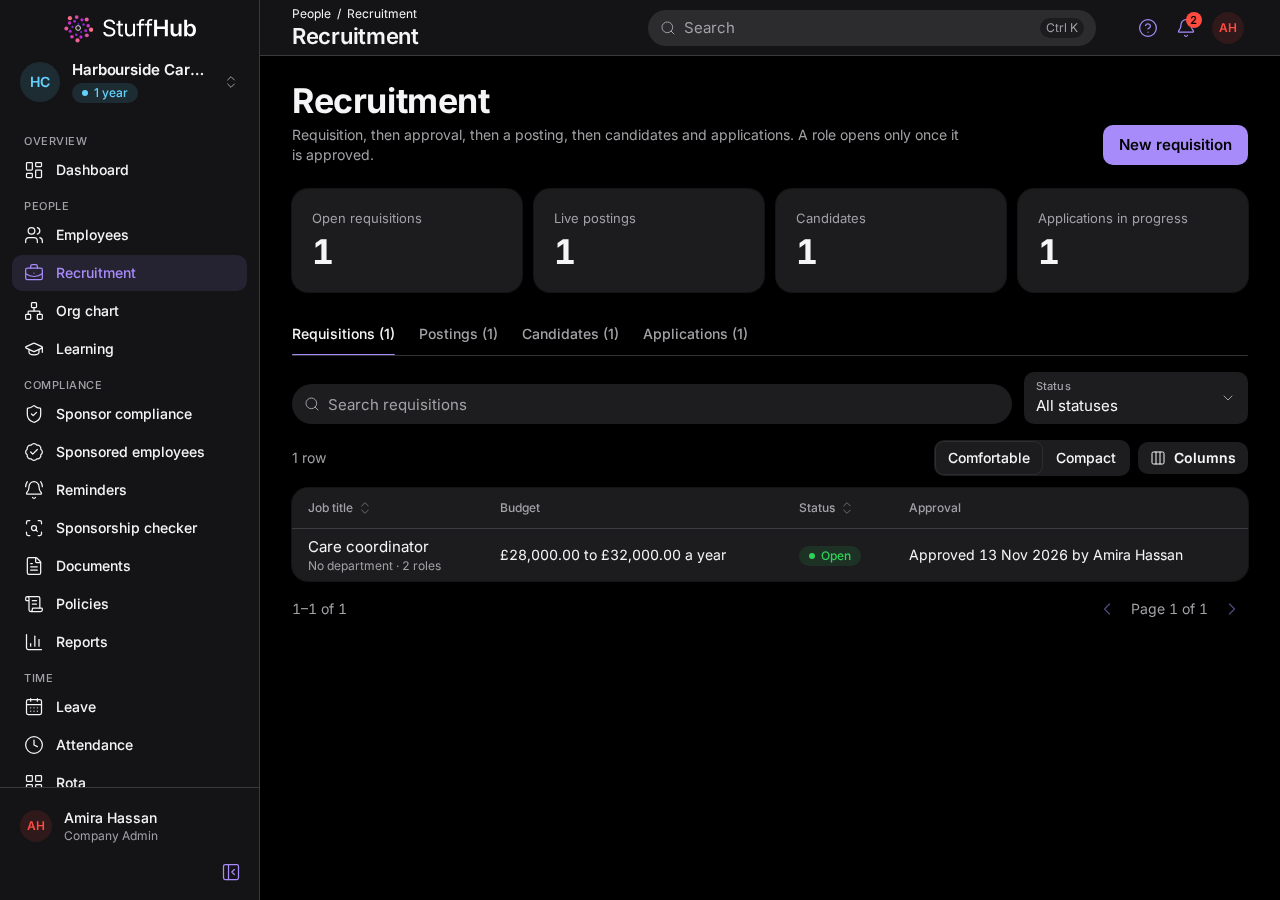 StuffHub
HC
Harbourside Car...
1 year
OVERVIEW
Dashboard
PEOPLE
Employees
Recruitment
Org chart
Learning
COMPLIANCE
Sponsor compliance
Sponsored employees
Reminders
Sponsorship checker
Documents
Policies
Reports
TIME
Leave
Attendance
Rota
AH
Amira Hassan
Company Admin
People / Recruitment
Recruitment
Search
Ctrl K
2
AH
Recruitment
Requisition, then approval, then a posting, then candidates and applications. A role opens only once it
is approved.
New requisition
Open requisitions
1
Live postings
1
Candidates
1
Applications in progress
1
Requisitions (1)
Postings (1)
Candidates (1)
Applications (1)
Search requisitions
Status
All statuses
1 row
Comfortable
Compact
Columns
Job title
Budget
Status
Approval
Care coordinator
No department · 2 roles
£28,000.00 to £32,000.00 a year
Open
Approved 13 Nov 2026 by Amira Hassan
1–1 of 1
Page 1 of 1